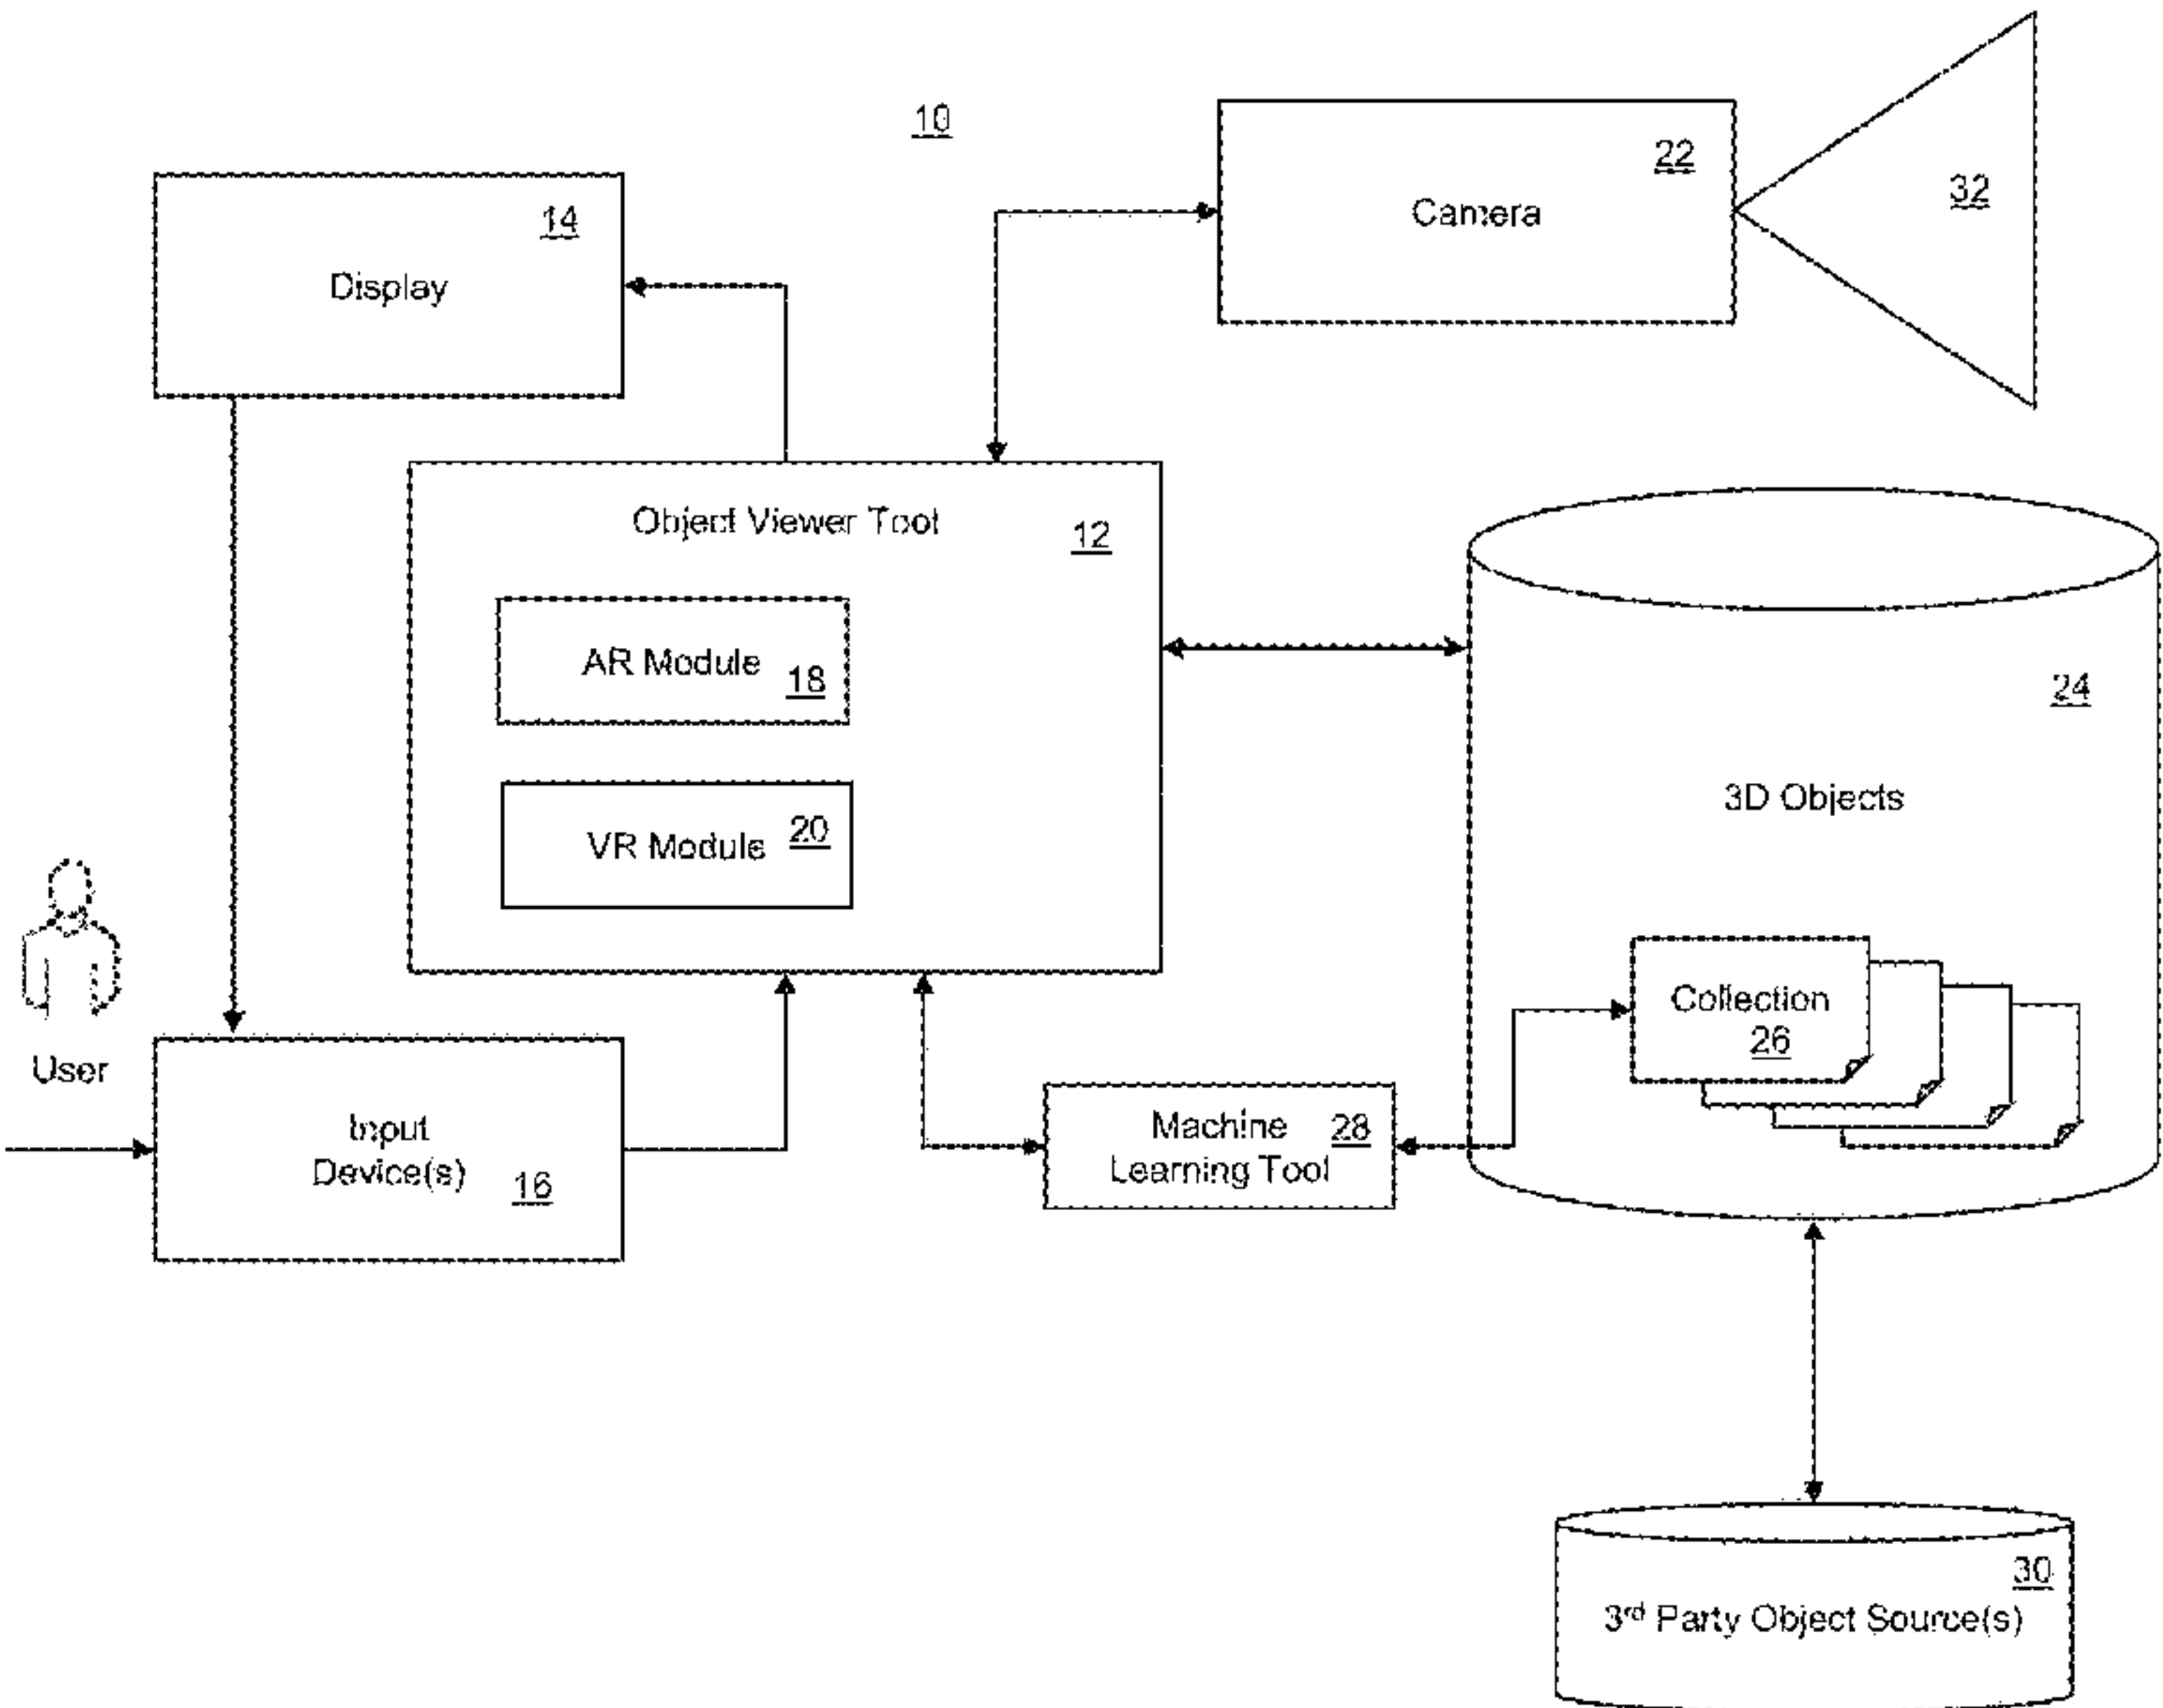 10
22
Camera
32
14
Display
Object Viewer Tool
12
AR Module
18
VR Module
20
24
3D Objects
Collection
26
User
Input
Device(s)
16
Machine
Learning Tool
28
30
3rd Party Object Source(s)